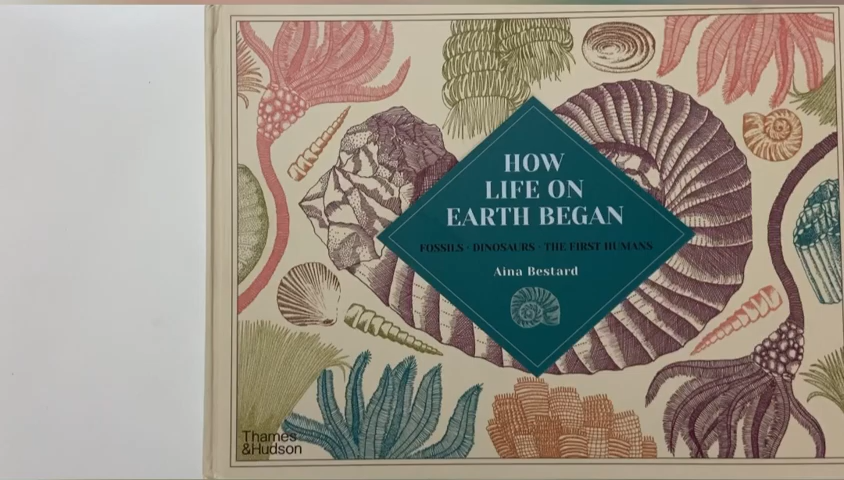 HOW
LIFE ON
EARTH BEGAN
FOSSILS · DINOSAURS · THE FIRST HUMANS
Aina Bestard
Thames
&Hudson